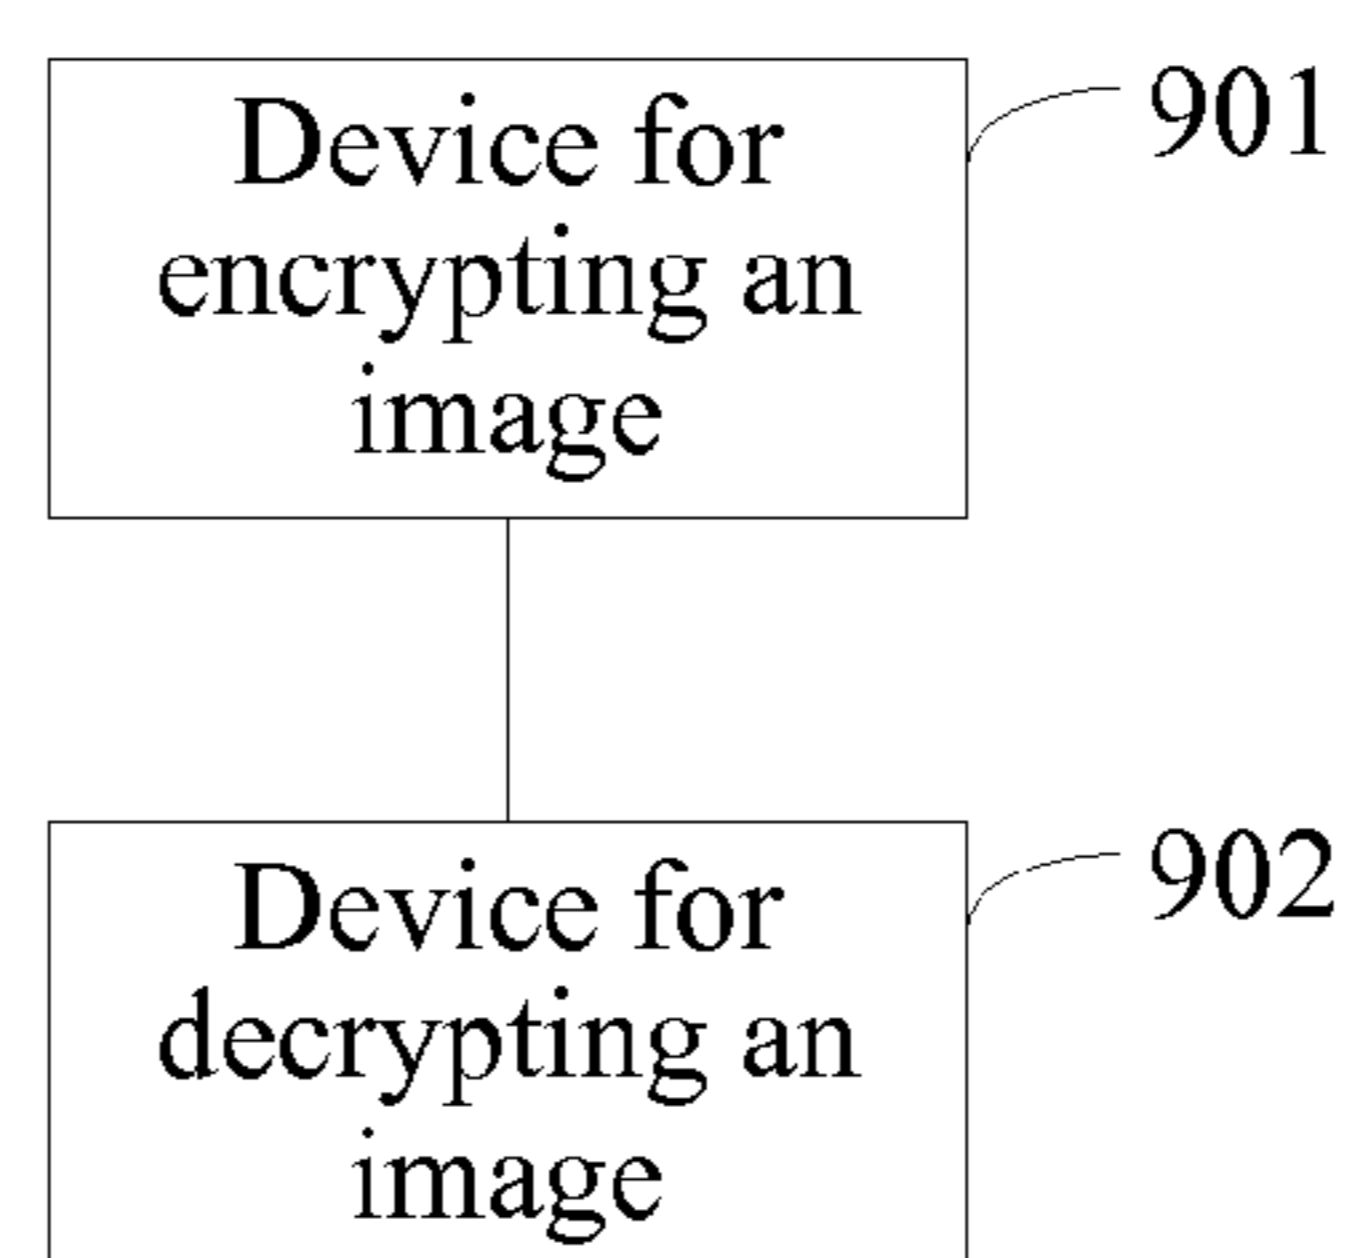 Device for
encrypting an
image
901
Device for
decrypting an
image
902